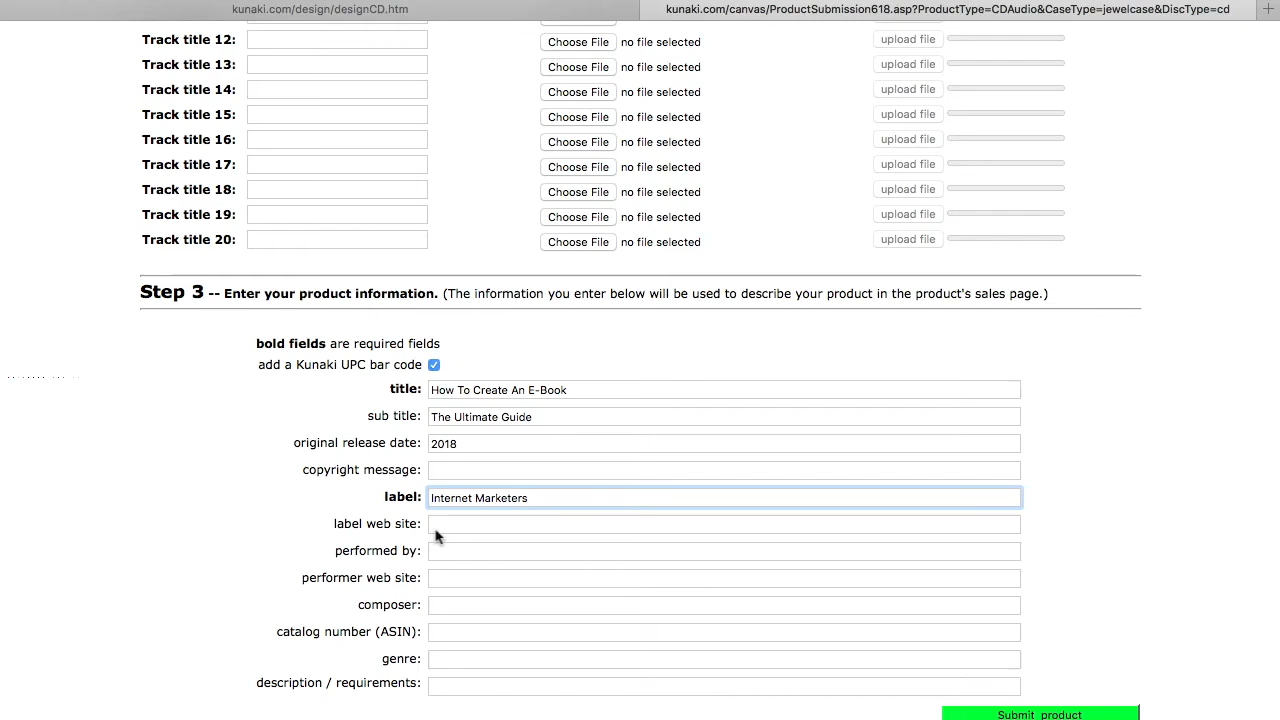 kunaki.com/design/designCD.htm kunaki.com/canvas/ProductSubmission618.asp?ProductType=CDAudio&CaseType=jewelcase&DiscType=cd +
Track title 12: Choose File no file selected upload file
Track title 13: Choose File no file selected upload file
Track title 14: Choose File no file selected upload file
Track title 15: Choose File no file selected upload file
Track title 16: Choose File no file selected upload file
Track title 17: Choose File no file selected upload file
Track title 18: Choose File no file selected upload file
Track title 19: Choose File no file selected upload file
Track title 20: Choose File no file selected upload file
Step 3 -- Enter your product information. (The information you enter below will be used to describe your product in the product's sales page.)
bold fields are required fields
add a Kunaki UPC bar code
title: How To Create An E-Book
sub title: The Ultimate Guide
original release date: 2018
copyright message:
label: Internet Marketers
label web site:
performed by:
performer web site:
composer:
catalog number (ASIN):
genre:
description / requirements:
Submit product